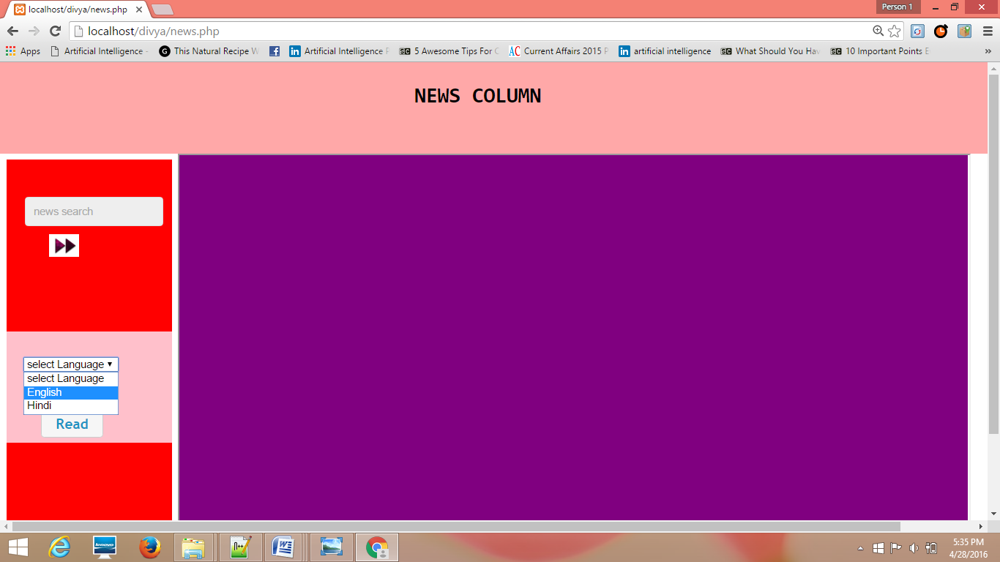 localhost/divya/news.php
Person 1
localhost/divya/news.php
Apps Artificial Intelligence - This Natural Recipe W Artificial Intelligence 5 Awesome Tips For Current Affairs 2015 P artificial intelligence What Should You Hav 10 Important Points
NEWS COLUMN
news search
select Language
select Language
English
Hindi
Read
5:35 PM
4/28/2016